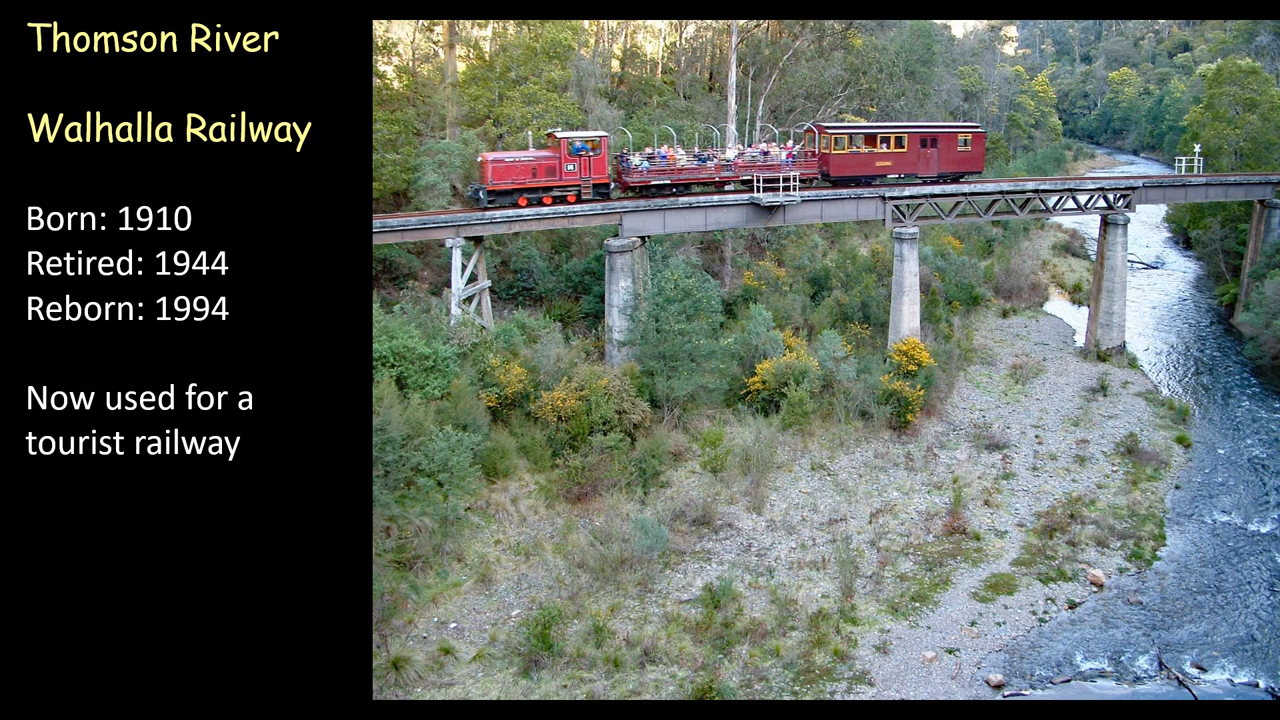 Thomson River
Walhalla Railway
Born: 1910
Retired: 1944
Reborn: 1994
Now used for a
tourist railway